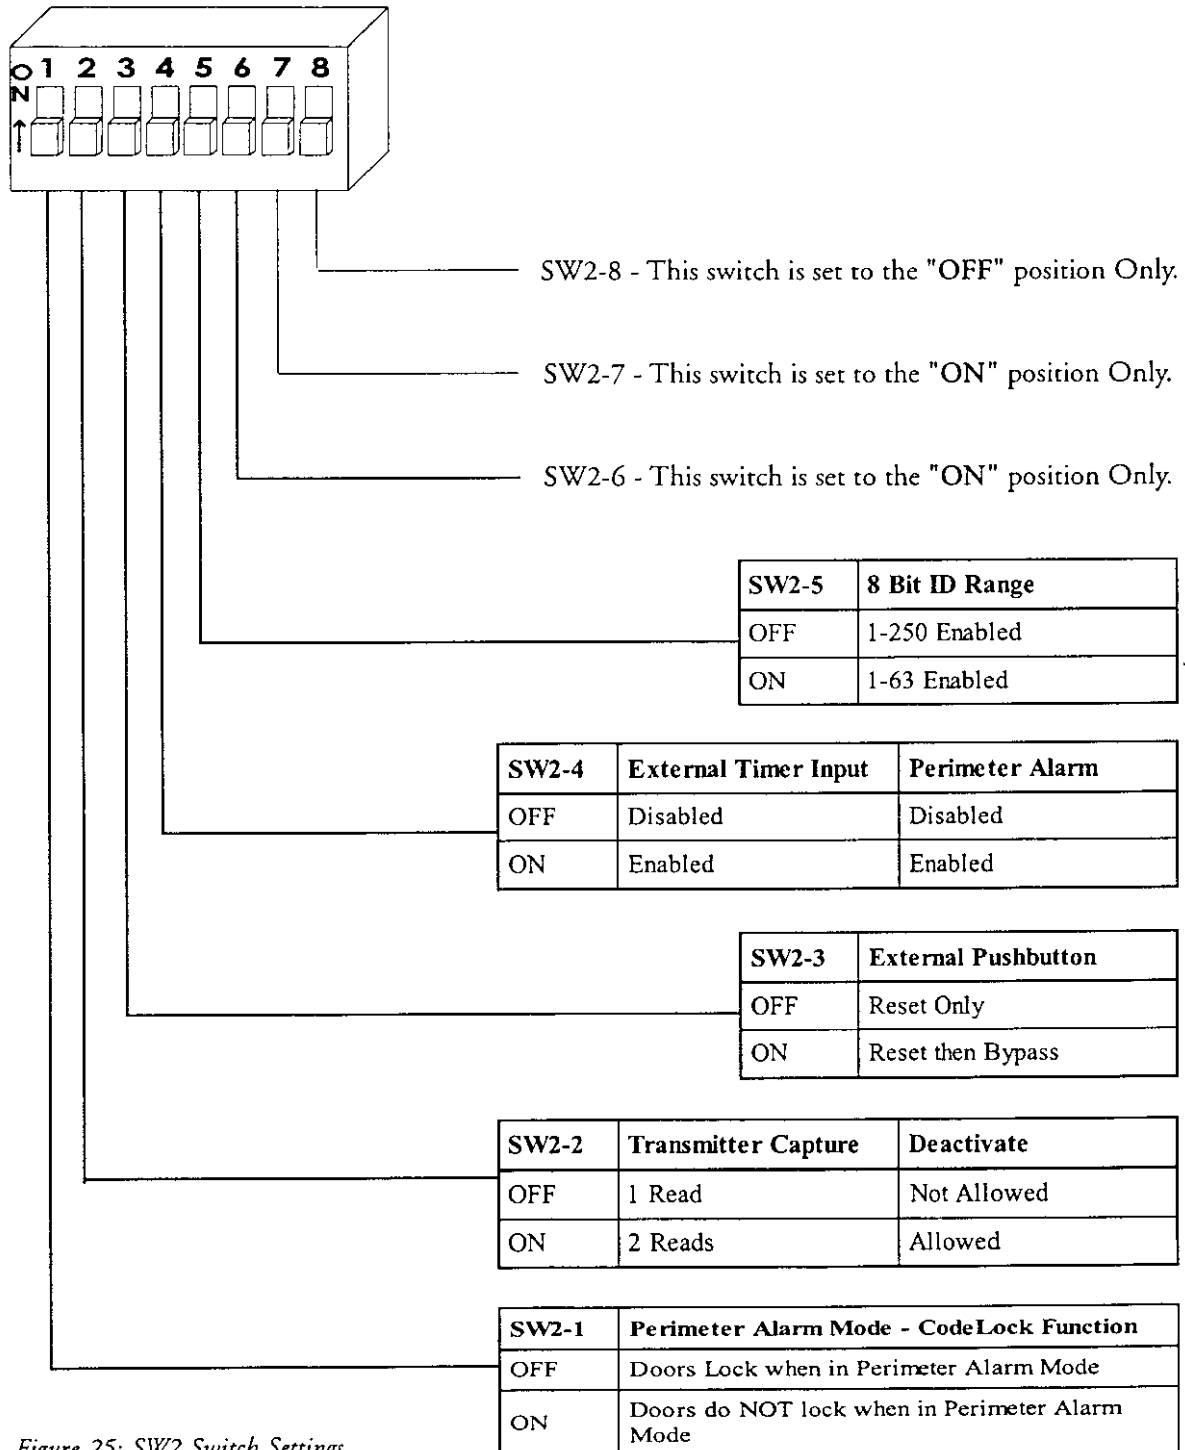 ON 1 2 3 4 5 6 7 8
SW2-8 - This switch is set to the "OFF" position Only.
SW2-7 - This switch is set to the "ON" position Only.
SW2-6 - This switch is set to the "ON" position Only.
SW2-5 8 Bit ID Range
OFF 1-250 Enabled
ON 1-63 Enabled
SW2-4 External Timer Input Perimeter Alarm
OFF Disabled Disabled
ON Enabled Enabled
SW2-3 External Pushbutton
OFF Reset Only
ON Reset then Bypass
SW2-2 Transmitter Capture Deactivate
OFF 1 Read Not Allowed
ON 2 Reads Allowed
SW2-1 Perimeter Alarm Mode - CodeLock Function
OFF Doors Lock when in Perimeter Alarm Mode
ON Doors do NOT lock when in Perimeter Alarm
Mode
Figure 25: SW2 Switch Settings